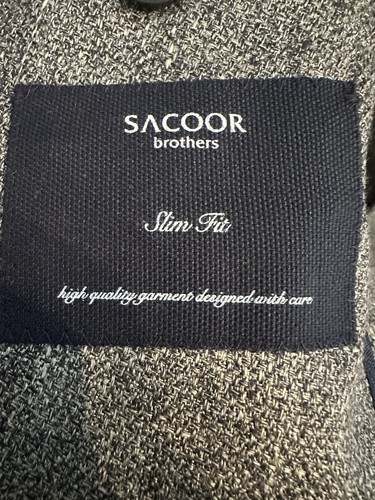 SACOOR
brothers
Slim Fit
high quality garment designed with care